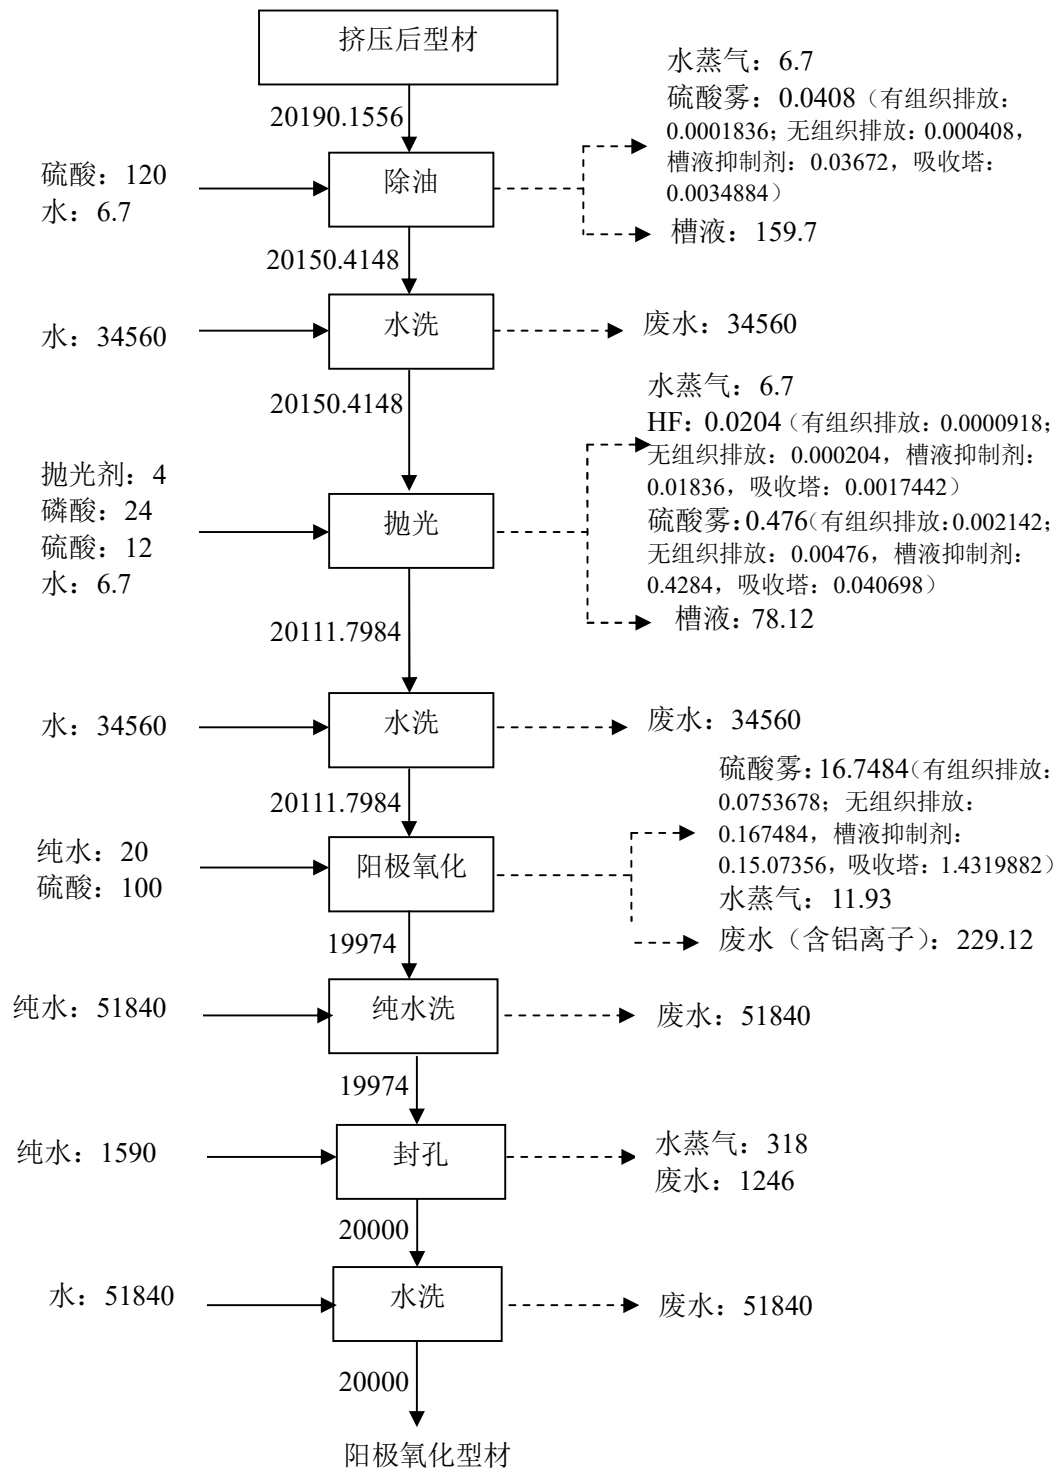 挤压后型材
20190.1556
硫酸：120
水：6.7
除油
水蒸气：6.7
硫酸雾：0.0408（有组织排放：
0.0001836；无组织排放：0.000408，
槽液抑制剂：0.03672，吸收塔：
0.0034884）
槽液：159.7
20150.4148
水：34560
水洗
废水：34560
20150.4148
抛光剂：4
磷酸：24
硫酸：12
水：6.7
抛光
水蒸气：6.7
HF：0.0204（有组织排放：0.0000918；
无组织排放：0.000204，槽液抑制剂：
0.01836，吸收塔：0.0017442）
硫酸雾：0.476（有组织排放：0.002142；
无组织排放：0.00476，槽液抑制剂：
0.4284，吸收塔：0.040698）
槽液：78.12
20111.7984
水：34560
水洗
废水：34560
20111.7984
纯水：20
硫酸：100
阳极氧化
硫酸雾：16.7484（有组织排放：
0.0753678；无组织排放：
0.167484，槽液抑制剂：
0.15.07356，吸收塔：1.4319882）
水蒸气：11.93
废水（含铝离子）：229.12
19974
纯水：51840
纯水洗
废水：51840
19974
纯水：1590
封孔
水蒸气：318
废水：1246
20000
水：51840
水洗
废水：51840
20000
阳极氧化型材